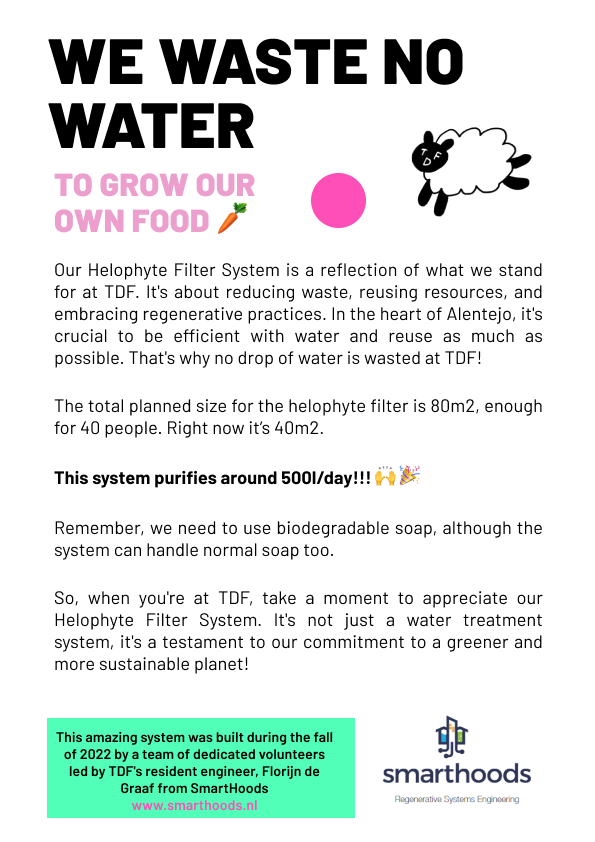 WE WASTE NO
WATER
TDF
TO GROW OUR
OWN FOOD 🥕
Our Helophyte Filter System is a reflection of what we stand
for at TDF. It's about reducing waste, reusing resources, and
embracing regenerative practices. In the heart of Alentejo, it's
crucial to be efficient with water and reuse as much as
possible. That's why no drop of water is wasted at TDF!
The total planned size for the helophyte filter is 80m2, enough
for 40 people. Right now it’s 40m2.
This system purifies around 500l/day!!! 🙌 🎉
Remember, we need to use biodegradable soap, although the
system can handle normal soap too.
So, when you're at TDF, take a moment to appreciate our
Helophyte Filter System. It's not just a water treatment
system, it's a testament to our commitment to a greener and
more sustainable planet!
This amazing system was built during the fall
of 2022 by a team of dedicated volunteers
led by TDF's resident engineer, Florijn de
Graaf from SmartHoods
www.smarthoods.nl
smarthoods
Regenerative Systems Engineering